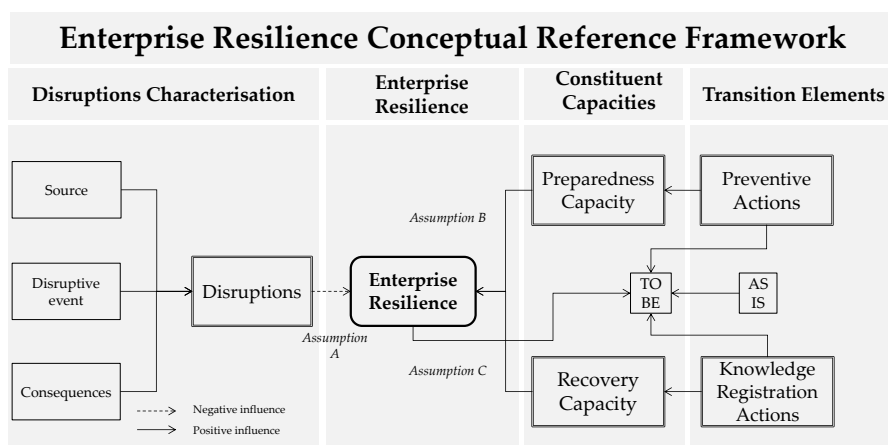 Enterprise Resilience Conceptual Reference Framework
Disruptions Characterisation
Enterprise
Resilience
Constituent
Capacities
Transition Elements
Source
Disruptive
event
Consequences
Disruptions
Assumption
A
Enterprise
Resilience
Assumption B
Assumption C
Preparedness
Capacity
Preventive
Actions
TO
BE
AS
IS
Recovery
Capacity
Knowledge
Registration
Actions
Negative influence
Positive influence